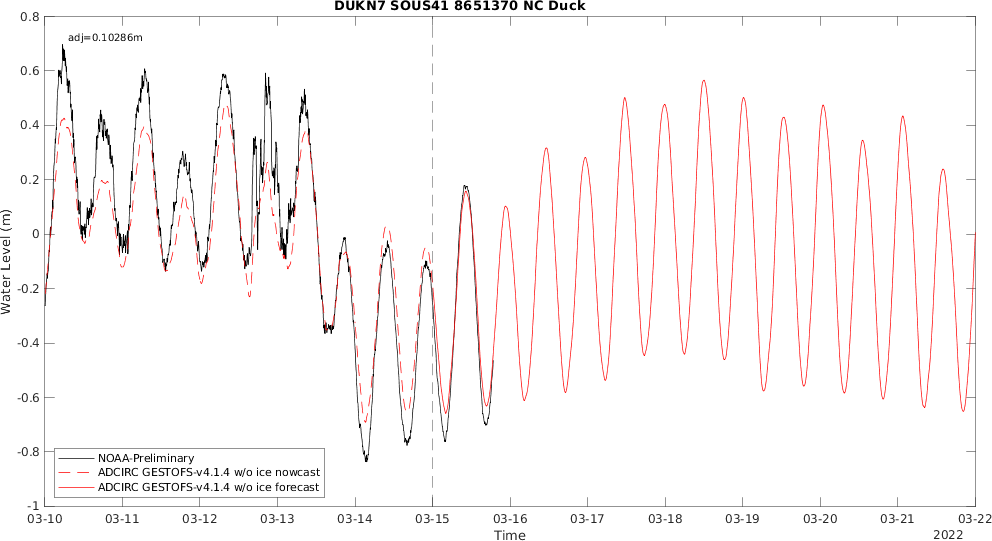 DUKN7 SOUS41 8651370 NC Duck
adj=0.10286m
0.8
0.6
0.4
0.2
0
-0.2
-0.4
-0.6
-0.8
-1
Water Level (m)
NOAA-Preliminary
ADCIRC GESTOFS-v4.1.4 w/o ice nowcast
ADCIRC GESTOFS-v4.1.4 w/o ice forecast
03-10 03-11 03-12 03-13 03-14 03-15 03-16 03-17 03-18 03-19 03-20 03-21 03-22
Time
2022